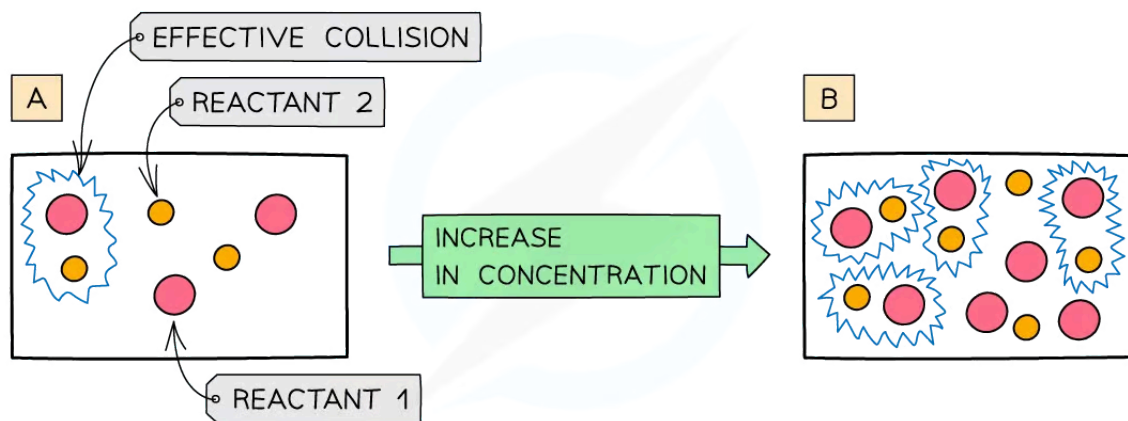 EFFECTIVE COLLISION
A
REACTANT 2
B
INCREASE
IN CONCENTRATION
REACTANT 1